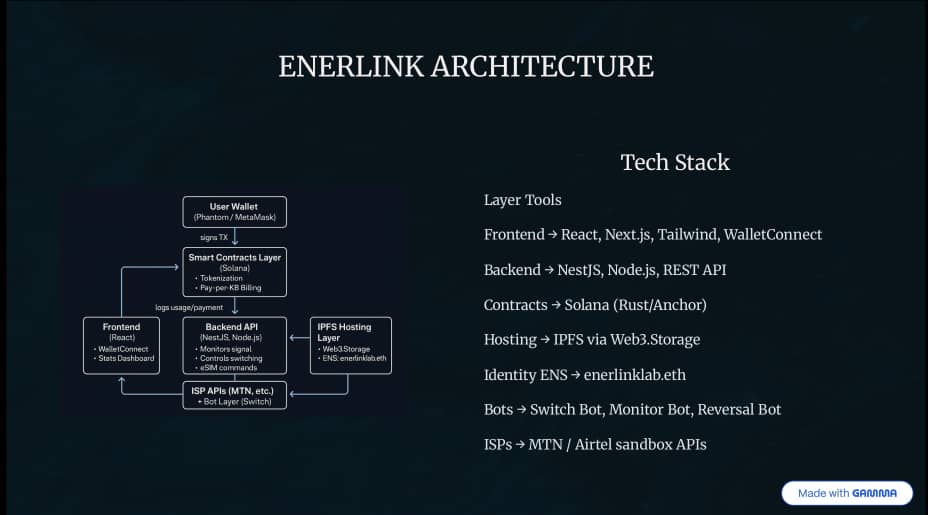 ENERLINK ARCHITECTURE
User Wallet
(Phantom / MetaMask)
signs TX
Smart Contracts Layer
(Solana)
• Tokenization
• Pay-per-KB Billing
logs usage/payment
Frontend
(React)
• WalletConnect
• Stats Dashboard
Backend API
(NestJS, Node.js)
• Monitors signal
• Controls switching
• eSIM commands
IPFS Hosting
Layer
• Web3.Storage
• ENS: enerlinklab.eth
ISP APIs (MTN, etc.)
+ Bot Layer (Switch)
Tech Stack
Layer Tools
Frontend → React, Next.js, Tailwind, WalletConnect
Backend → NestJS, Node.js, REST API
Contracts → Solana (Rust/Anchor)
Hosting → IPFS via Web3.Storage
Identity ENS → enerlinklab.eth
Bots → Switch Bot, Monitor Bot, Reversal Bot
ISPs → MTN / Airtel sandbox APIs
Made with GAMMA